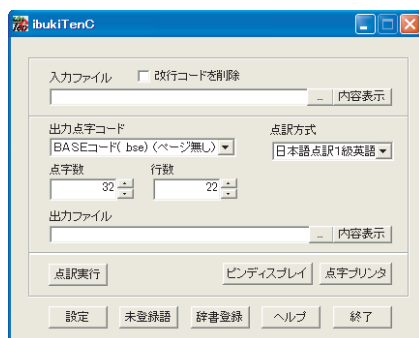 ibukiTenC
入力ファイル 改行コードを削除
... 内容表示
出力点字コード 点訳方式
BASEコード( bse) (ページ無し) 日本語点訳1級英語
点字数 行数
32 22
出力ファイル
... 内容表示
点訳実行 ピンディスプレイ 点字プリンタ
設定 未登録語 辞書登録 ヘルプ 終了